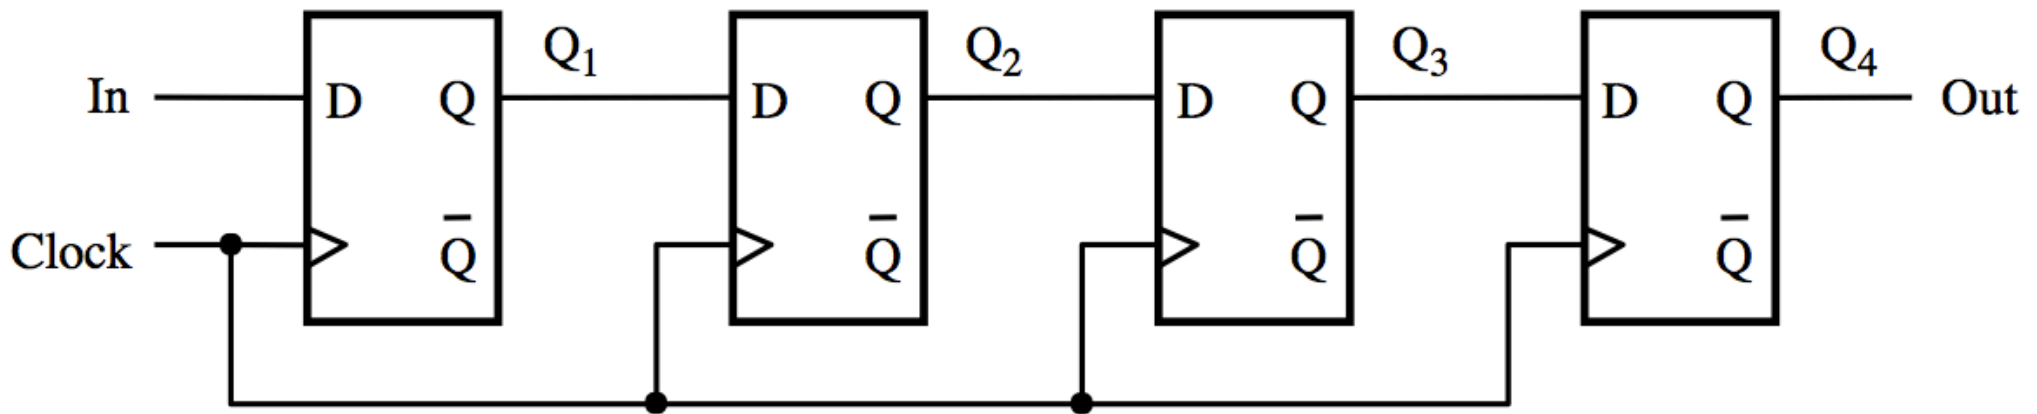 Q₁ Q₂ Q₃ Q₄
In D Q D Q D Q D Q Out
Clock Q̅ Q̅ Q̅ Q̅